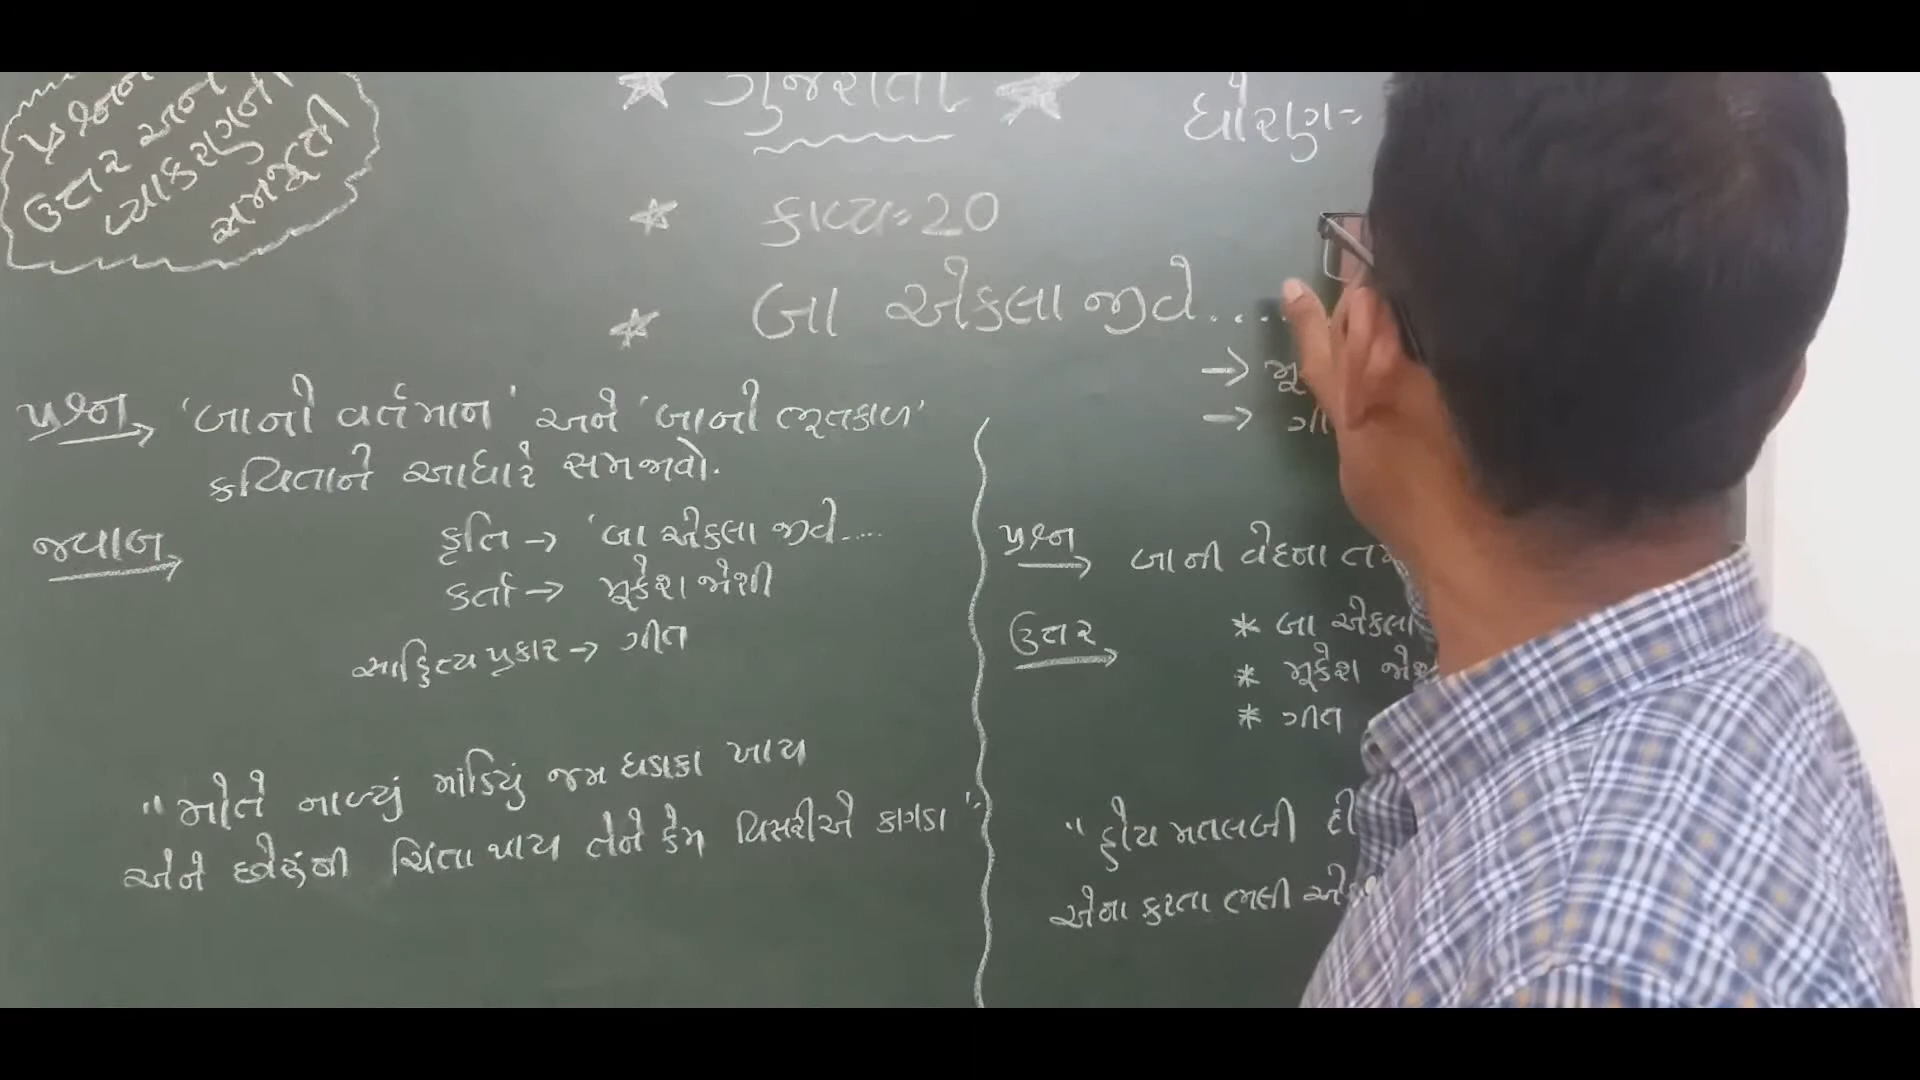 પ્રશ્નના
ઉત્તર અને
વ્યાકરણની
સમજૂતી
* ગુજરાતી *
ધોરણ=
* કાવ્ય=20
* બા એકલા જીવે....
→ મૂ
→ ગી
પ્રશ્ન → 'બાનો વર્તમાન' અને 'બાનો ભૂતકાળ'
કવિતાને આધારે સમજાવો.
જવાબ →
કૃતિ → 'બા એકલા જીવે....
કર્તા → મૂકેશ જોશી
સાહિત્ય પ્રકાર → ગીત
"મોતે નાળ્યું માંડિયું જમ ધડાકા ખાય
એને છોરુંની ચિંતા થાય તેને કેમ વિસરીએ કાગડા"
પ્રશ્ન → બાની વેદના
ઉત્તર →
* બા એકલા
* મૂકેશ જોશ
* ગીત
"હોય મતલબી દી
એના કરતા ભલી